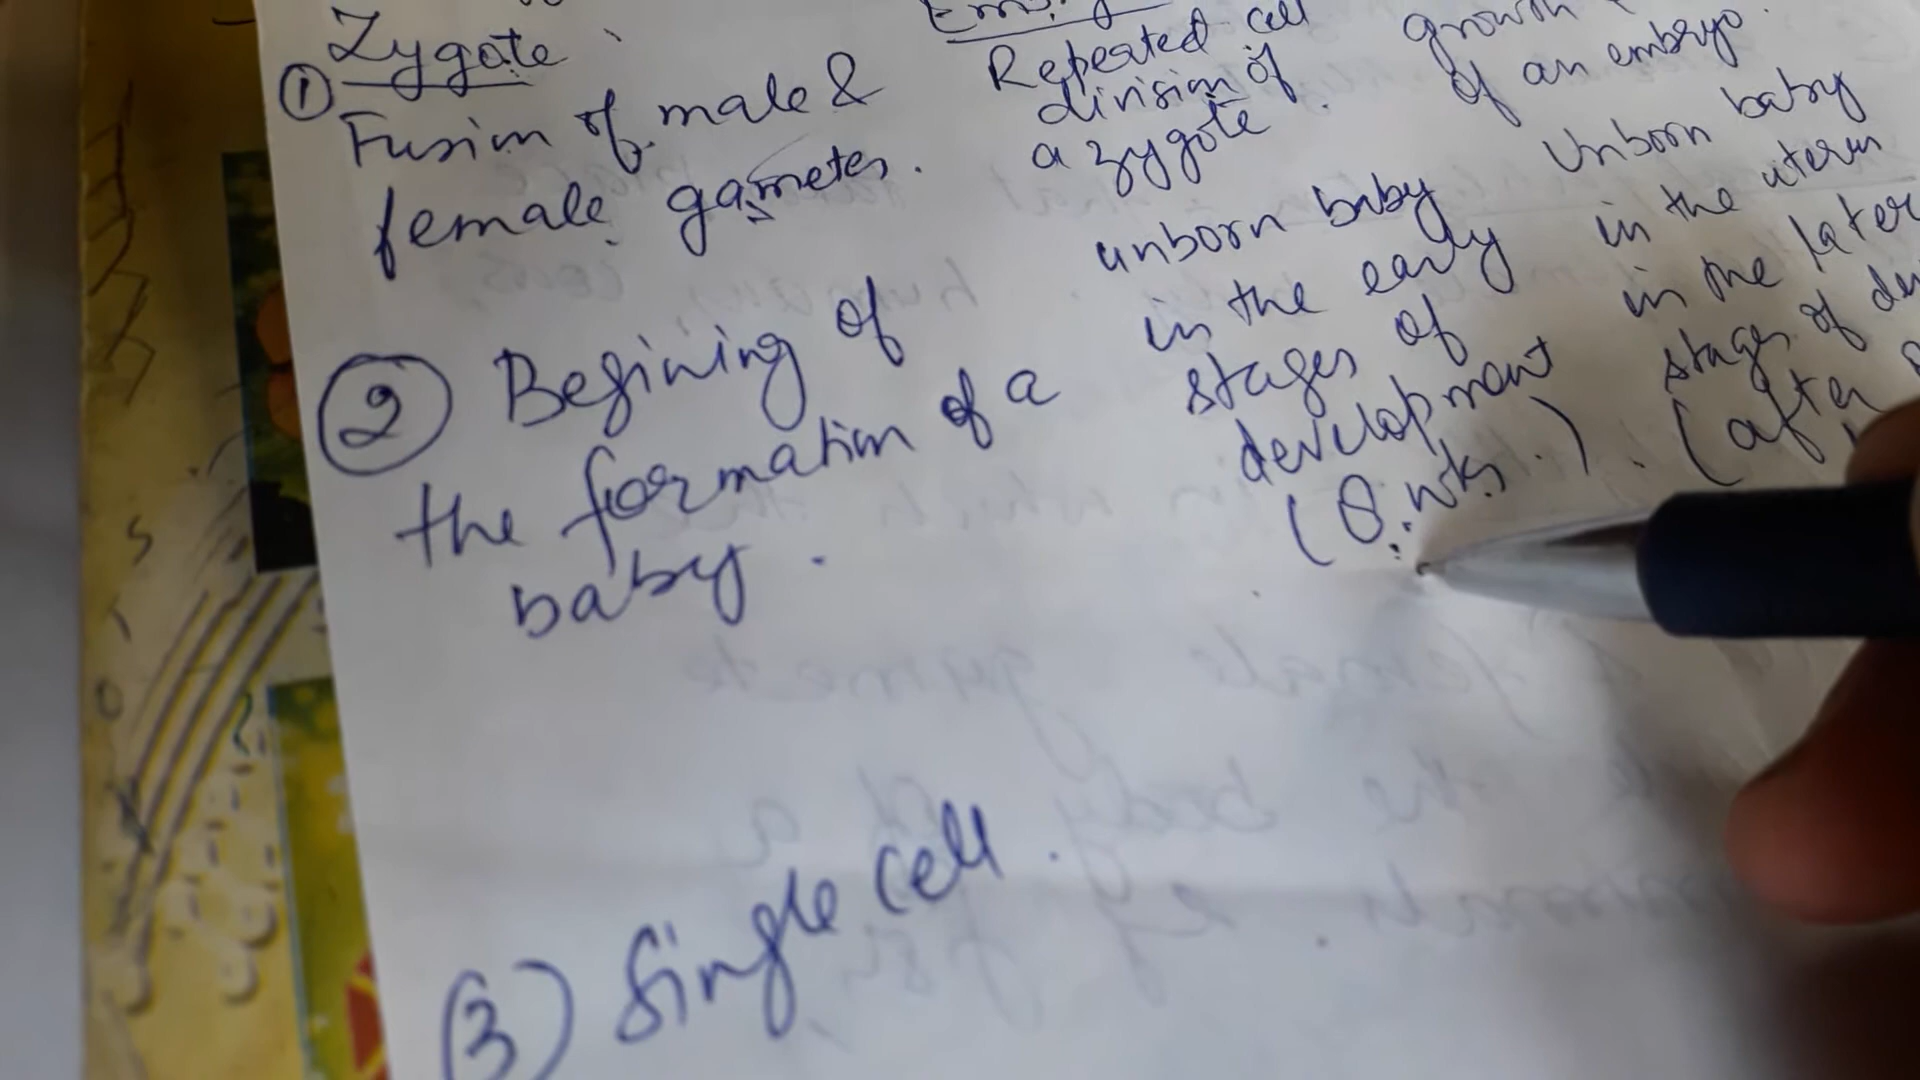 Zygote
① Fusion of male &
female gametes.
② Begining of
the formation of a
baby.
③ Single cell.
Repeated cell
division of
a zygote.
unborn baby
in the early
stages of
development
(8 wks.).
growth
of an embryo.
Unborn baby
in the uterus
in the later
stages of
(after